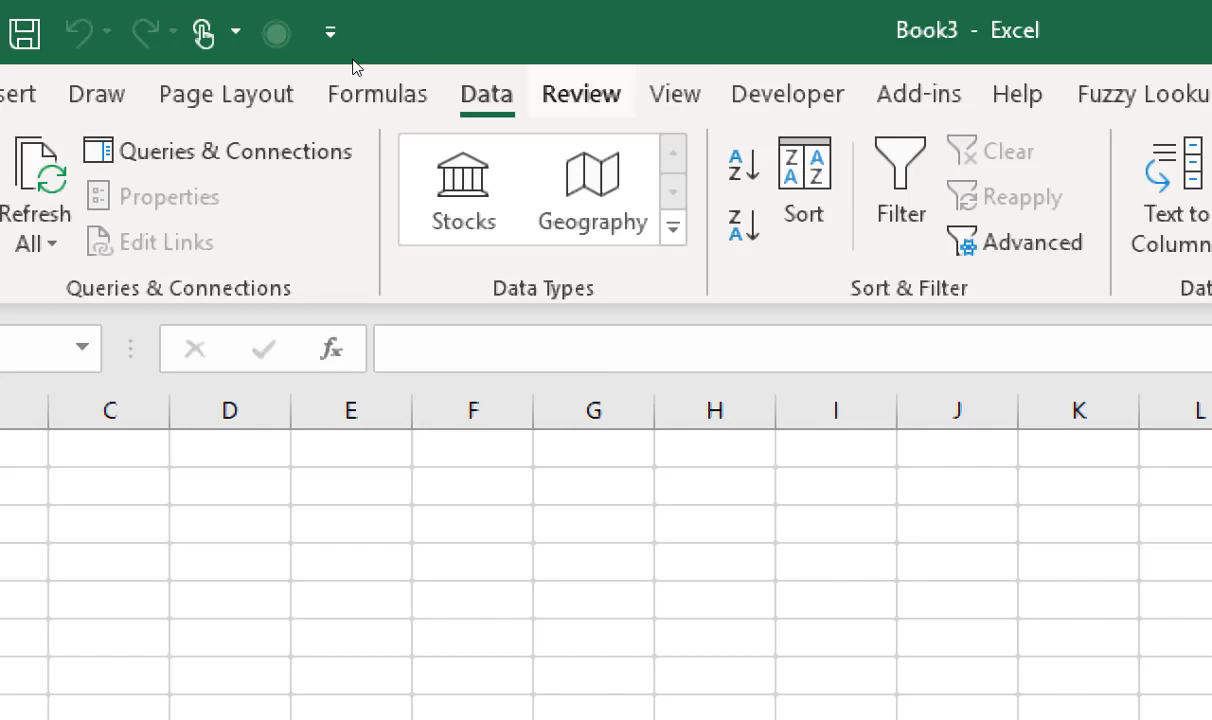 Book3 - Excel
sert Draw Page Layout Formulas Data Review View Developer Add-ins Help Fuzzy Looku
Refresh All
Queries & Connections
Properties
Edit Links
Queries & Connections
Stocks
Geography
Data Types
A Z
Z A
Z A A Z
Sort
Filter
Clear
Reapply
Advanced
Sort & Filter
Text to
Column
Dat
fx
C D E F G H I J K L